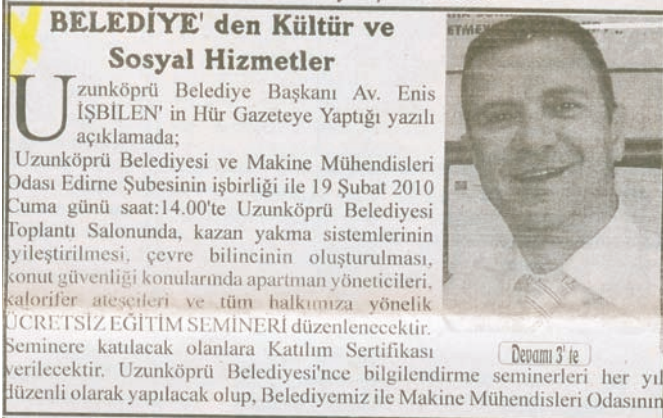 BELEDİYE' den Kültür ve
Sosyal Hizmetler
Uzunköprü Belediye Başkanı Av. Enis
İŞBİLEN' in Hür Gazeteye Yaptığı yazılı
açıklamada;
Uzunköprü Belediyesi ve Makine Mühendisleri
Odası Edirne Şubesinin işbirliği ile 19 Şubat 2010
Cuma günü saat:14.00'te Uzunköprü Belediyesi
Toplantı Salonunda, kazan yakma sistemlerinin
iyileştirilmesi, çevre bilincinin oluşturulması,
konut güvenliği konularında apartman yöneticileri,
kalorifer ateşçileri ve tüm halkımıza yönelik
ÜCRETSİZ EĞİTİM SEMİNERİ düzenlenecektir.
Seminere katılacak olanlara Katılım Sertifikası
verilecektir. Uzunköprü Belediyesi'nce bilgilendirme seminerleri her yıl
düzenli olarak yapılacak olup, Belediyemiz ile Makine Mühendisleri Odasının
Devamı 3' te